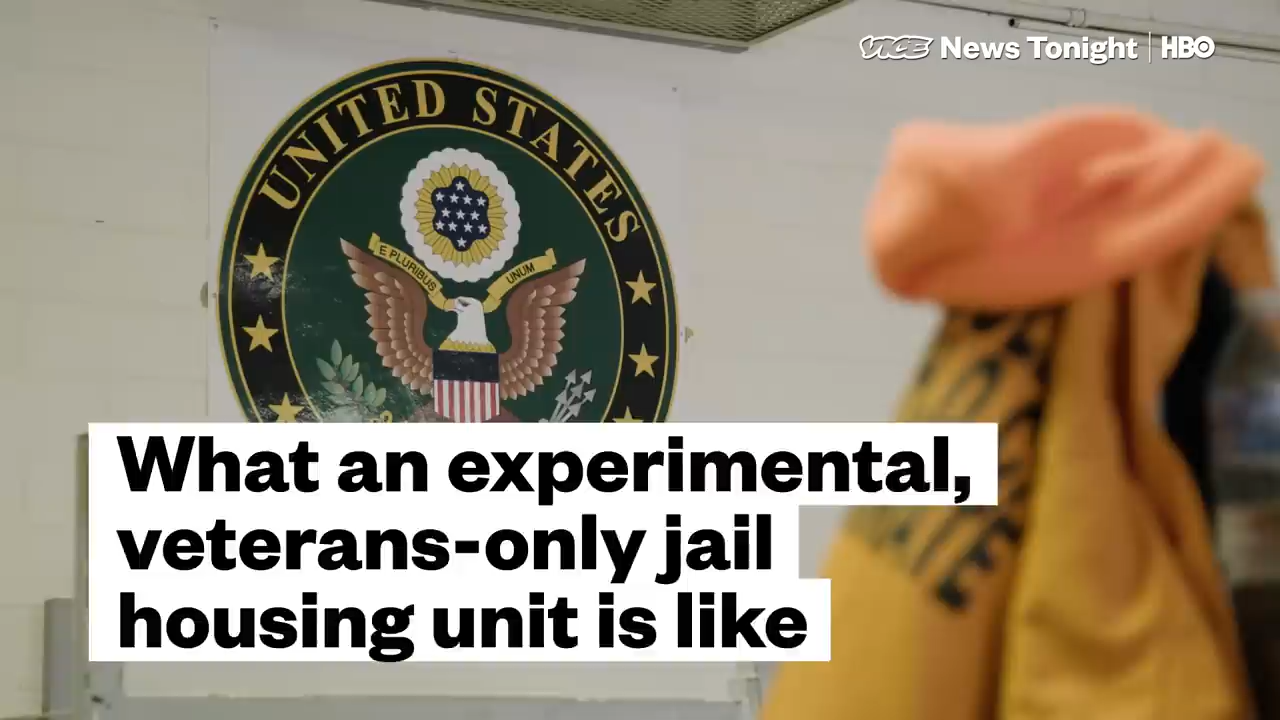 VICE News Tonight | HBO
UNITED STATES
E PLURIBUS UNUM
What an experimental,
veterans-only jail
housing unit is like